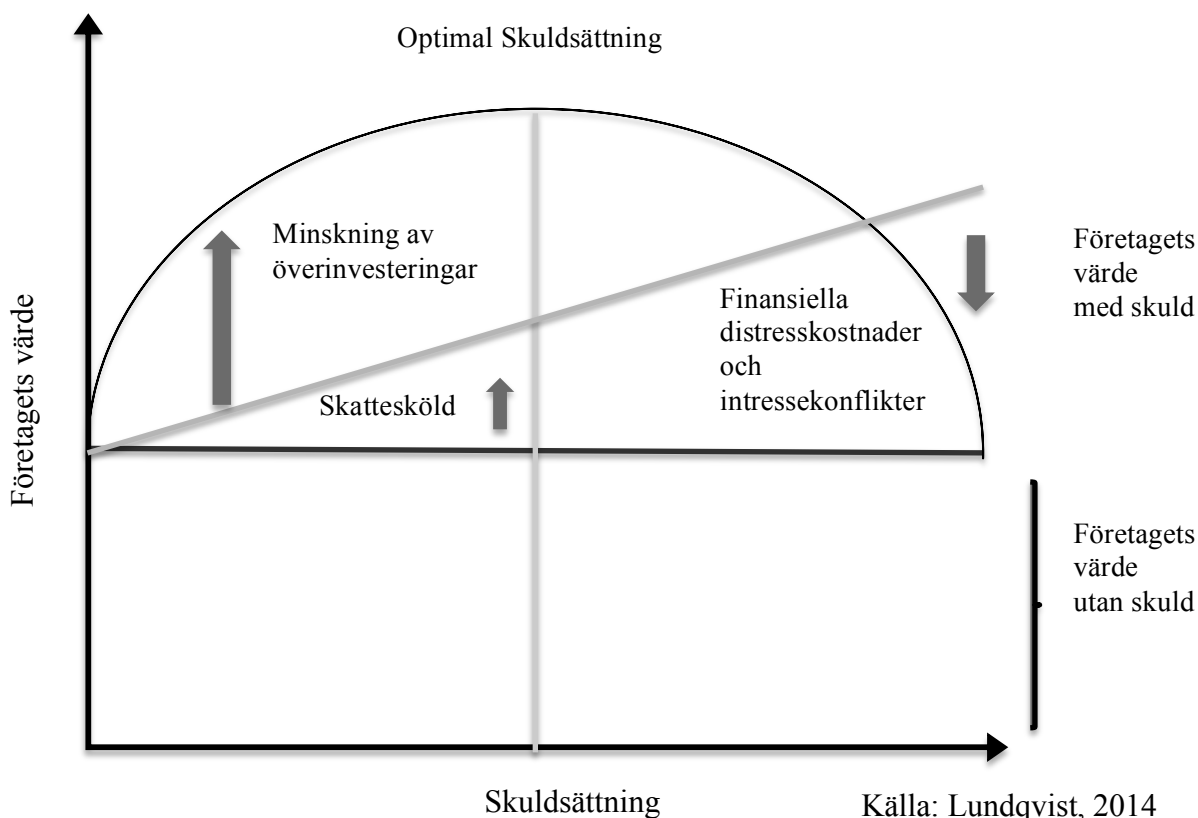 Optimal Skuldsättning
Minskning av
överinvesteringar
Företagets
värde
med skuld
Finansiella
distresskostnader
och
intressekonflikter
Skattesköld
Företagets värde
Företagets
värde
utan skuld
Skuldsättning
Källa: Lundqvist, 2014